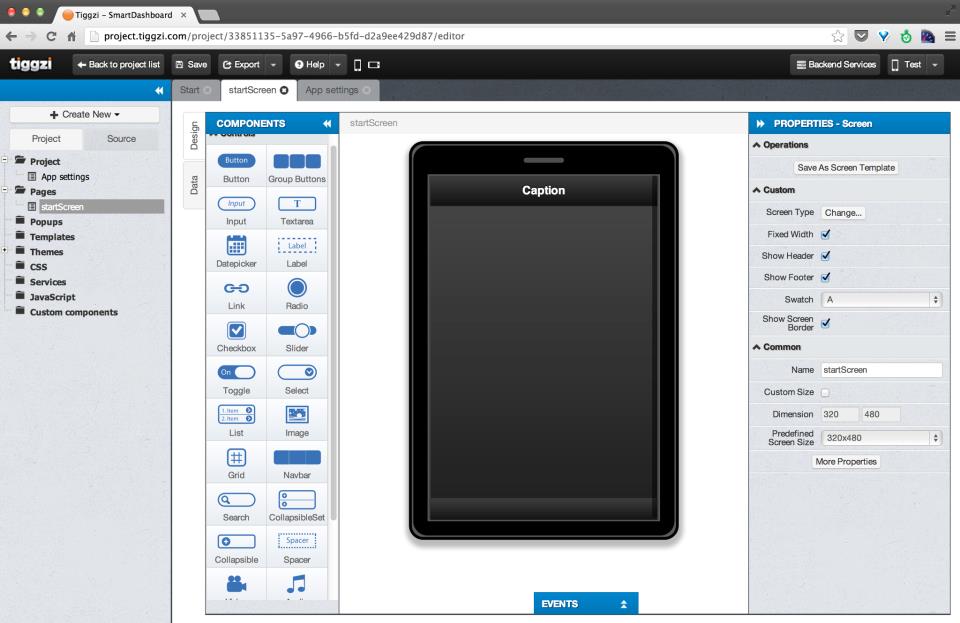 Tiggzi – SmartDashboard
project.tiggzi.com/project/33851135-5a97-4966-b5fd-d2a9ee429d87/editor
tiggzi
Back to project list
Save
Export
Help
Backend Services
Test
Start
startScreen
App settings
Create New
Project
Source
Project
App settings
Pages
startScreen
Popups
Templates
Themes
CSS
Services
JavaScript
Custom components
Design
Data
COMPONENTS
Controls
Button
Button
Group Buttons
Input
Input
T
Textarea
Datepicker
Label
Label
Link
Radio
Checkbox
Slider
On
Toggle
Select
1. Item
2. Item
List
Image
Grid
Navbar
Search
CollapsibleSet
Collapsible
Spacer
Spacer
startScreen
Caption
EVENTS
PROPERTIES - Screen
Operations
Save As Screen Template
Custom
Screen Type Change...
Fixed Width
Show Header
Show Footer
Swatch A
Show Screen
Border
Common
Name startScreen
Custom Size
Dimension 320 480
Predefined
Screen Size 320x480
More Properties